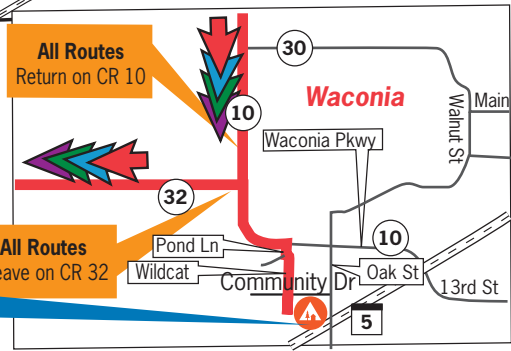 All Routes
Return on CR 10
30
10
Waconia
Main
Walnut St
Waconia Pkwy
32
10
All Routes
eave on CR 32
Pond Ln
Wildcat
Community Dr
Oak St
13rd St
5